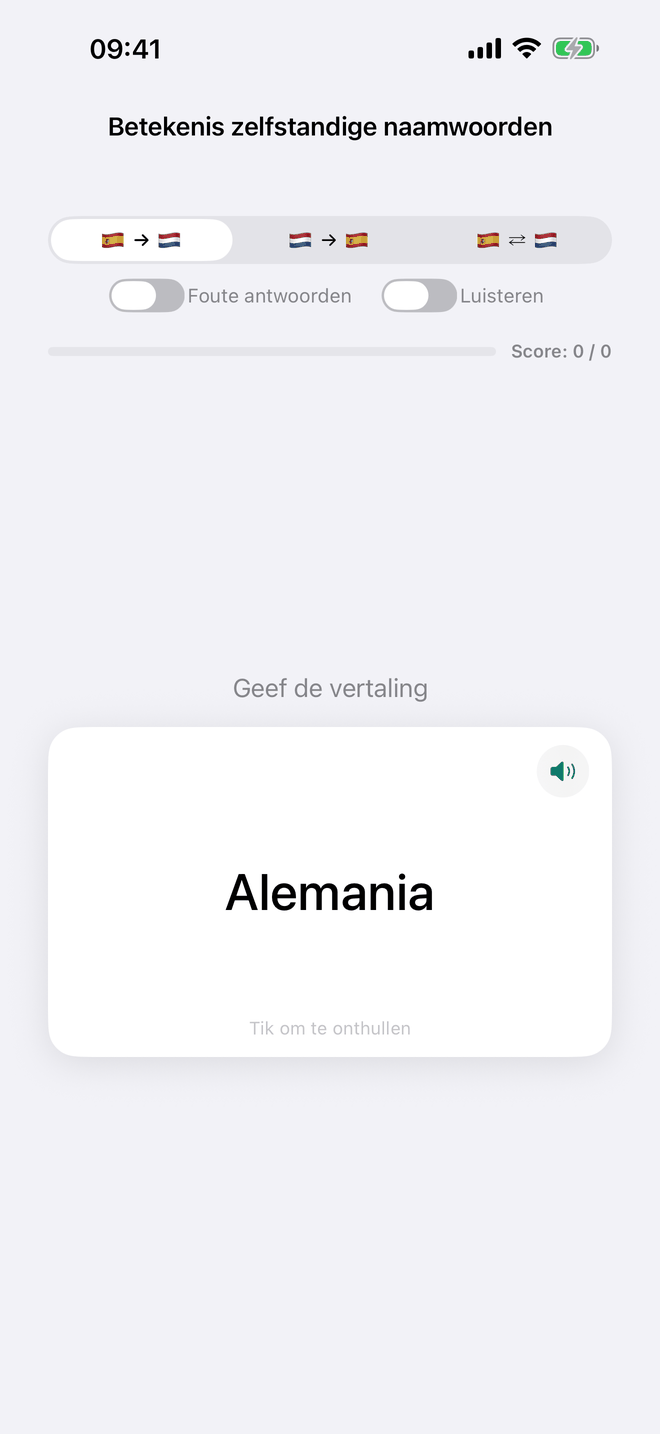 09:41
Betekenis zelfstandige naamwoorden
🇪🇸 → 🇳🇱 🇳🇱 → 🇪🇸 🇪🇸 ⇄ 🇳🇱
Foute antwoorden Luisteren
Score: 0 / 0
Geef de vertaling
Alemania
Tik om te onthullen